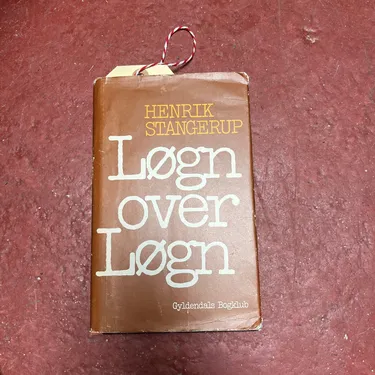 HENRIK
STANGERUP
Løgn
over
Løgn
Gyldendals Bogklub